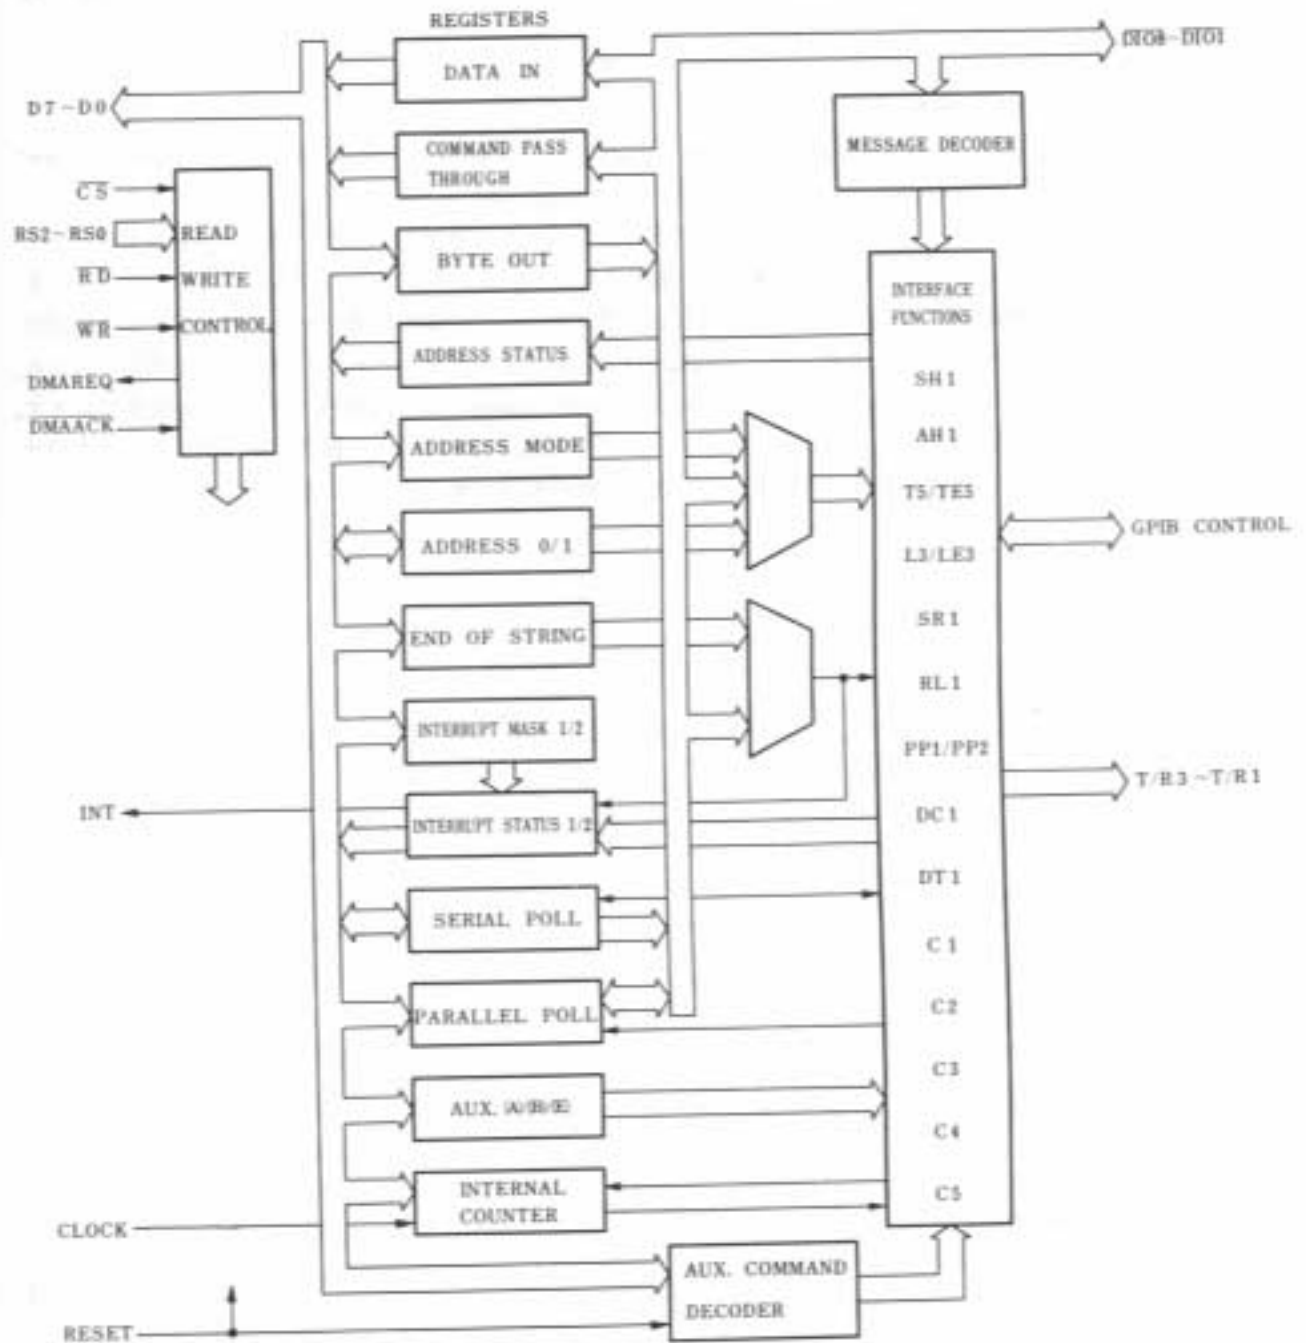 REGISTERS
DATA IN
DIO8~DIO1
D7~D0
COMMAND PASS
THROUGH
MESSAGE DECODER
CS
RS2~RS0
RD
WR
DMAREQ
DMAACK
READ
WRITE
CONTROL
BYTE OUT
ADDRESS STATUS
ADDRESS MODE
ADDRESS 0/1
END OF STRING
INTERRUPT MASK 1/2
INT
INTERRUPT STATUS 1/2
SERIAL POLL
PARALLEL POLL
AUX. (A)/(B)/(E)
INTERNAL
COUNTER
CLOCK
AUX. COMMAND
DECODER
RESET
INTERFACE
FUNCTIONS
SH1
AH1
T5/TE5
L3/LE3
SR1
RL1
PP1/PP2
DC1
DT1
C1
C2
C3
C4
C5
GPIB CONTROL
T/R3~T/R1